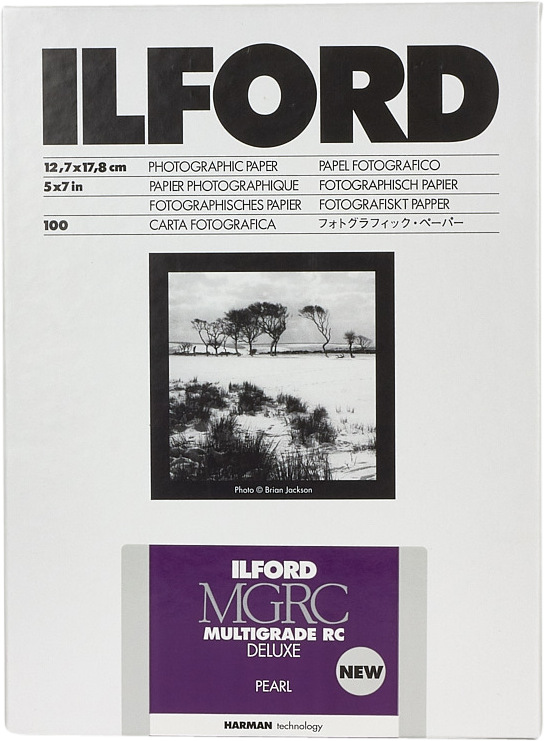 ILFORD
12,7x17,8 cm PHOTOGRAPHIC PAPER PAPEL FOTOGRAFICO
5x7 in PAPIER PHOTOGRAPHIQUE FOTOGRAFISCH PAPIER
FOTOGRAFISCHES PAPIER FOTOGRAFISKT PAPPER
100 CARTA FOTOGRAFICA フォトグラフィック・ペーパー
Photo © Brian Jackson
ILFORD
MGRC
MULTIGRADE RC
DELUXE
NEW
PEARL
HARMAN technology